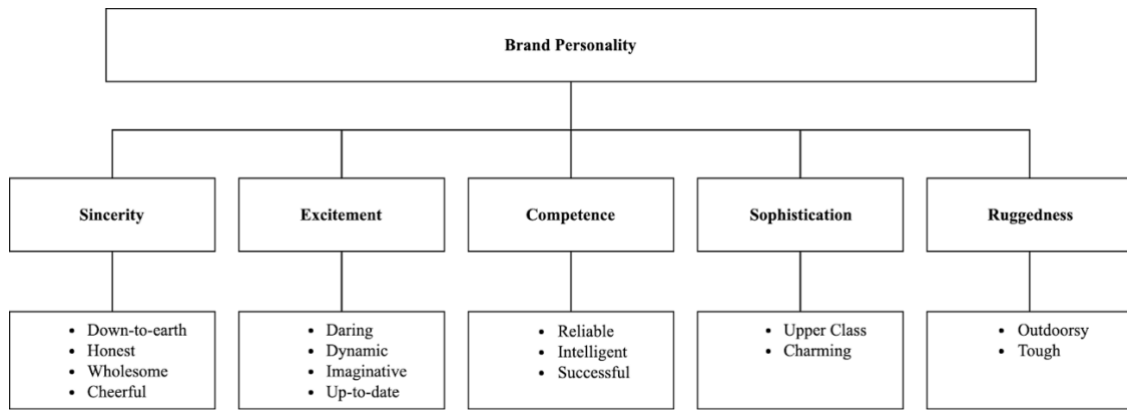 Brand Personality
Sincerity
Excitement
Competence
Sophistication
Ruggedness
• Down-to-earth
• Honest
• Wholesome
• Cheerful
• Daring
• Dynamic
• Imaginative
• Up-to-date
• Reliable
• Intelligent
• Successful
• Upper Class
• Charming
• Outdoorsy
• Tough